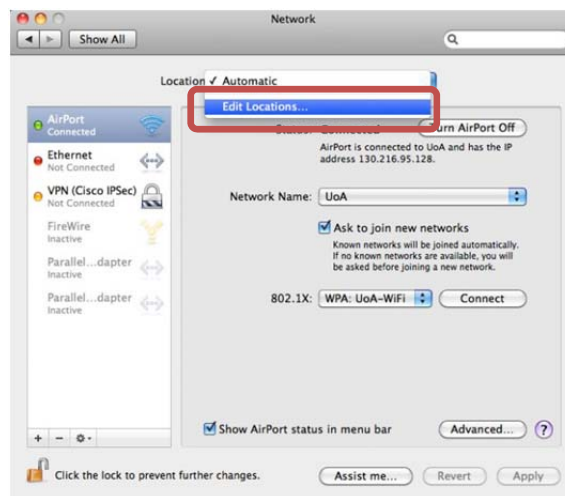 Network
Show All
Location ✓ Automatic
Edit Locations...
AirPort
Connected
Ethernet
Not Connected
VPN (Cisco IPSec)
Not Connected
FireWire
Inactive
Parallel...dapter
Inactive
Parallel...dapter
Inactive
Status: Connected
Turn AirPort Off
AirPort is connected to UoA and has the IP
address 130.216.95.128.
Network Name: UoA
Ask to join new networks
Known networks will be joined automatically.
If no known networks are available, you will
be asked before joining a new network.
802.1X: WPA: UoA-WiFi Connect
Show AirPort status in menu bar Advanced... ?
+ -
Click the lock to prevent further changes. Assist me... Revert Apply